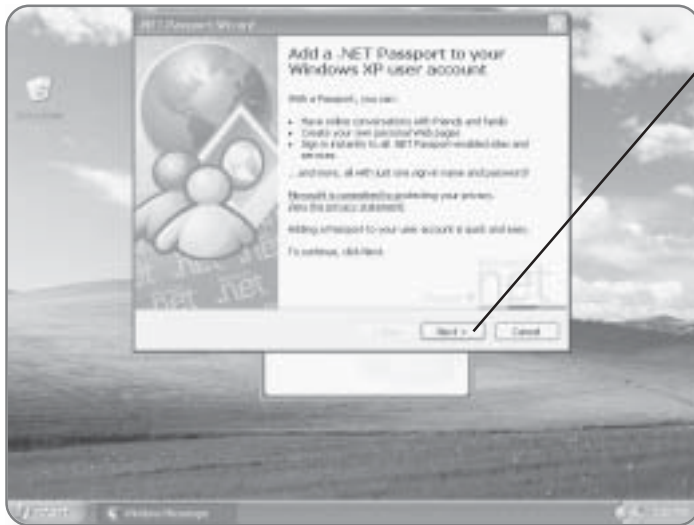 .NET Passport Wizard
Add a .NET Passport to your
Windows XP user account
With a Passport, you can:
• Have online conversations with friends and family
• Create your own personal Web pages
• Sign in instantly to all .NET Passport-enabled sites and
services.
...and more, all with just one sign-in name and password!
Microsoft is committed to protecting your privacy.
View the privacy statement.
Adding a Passport to your user account is quick and easy.
To continue, click Next.
.net .net
Next > Cancel
start Windows Messenger